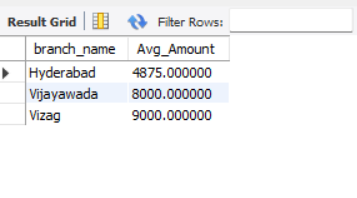 Result Grid Filter Rows:
branch_name Avg_Amount
Hyderabad 4875.000000
Vijayawada 8000.000000
Vizag 9000.000000